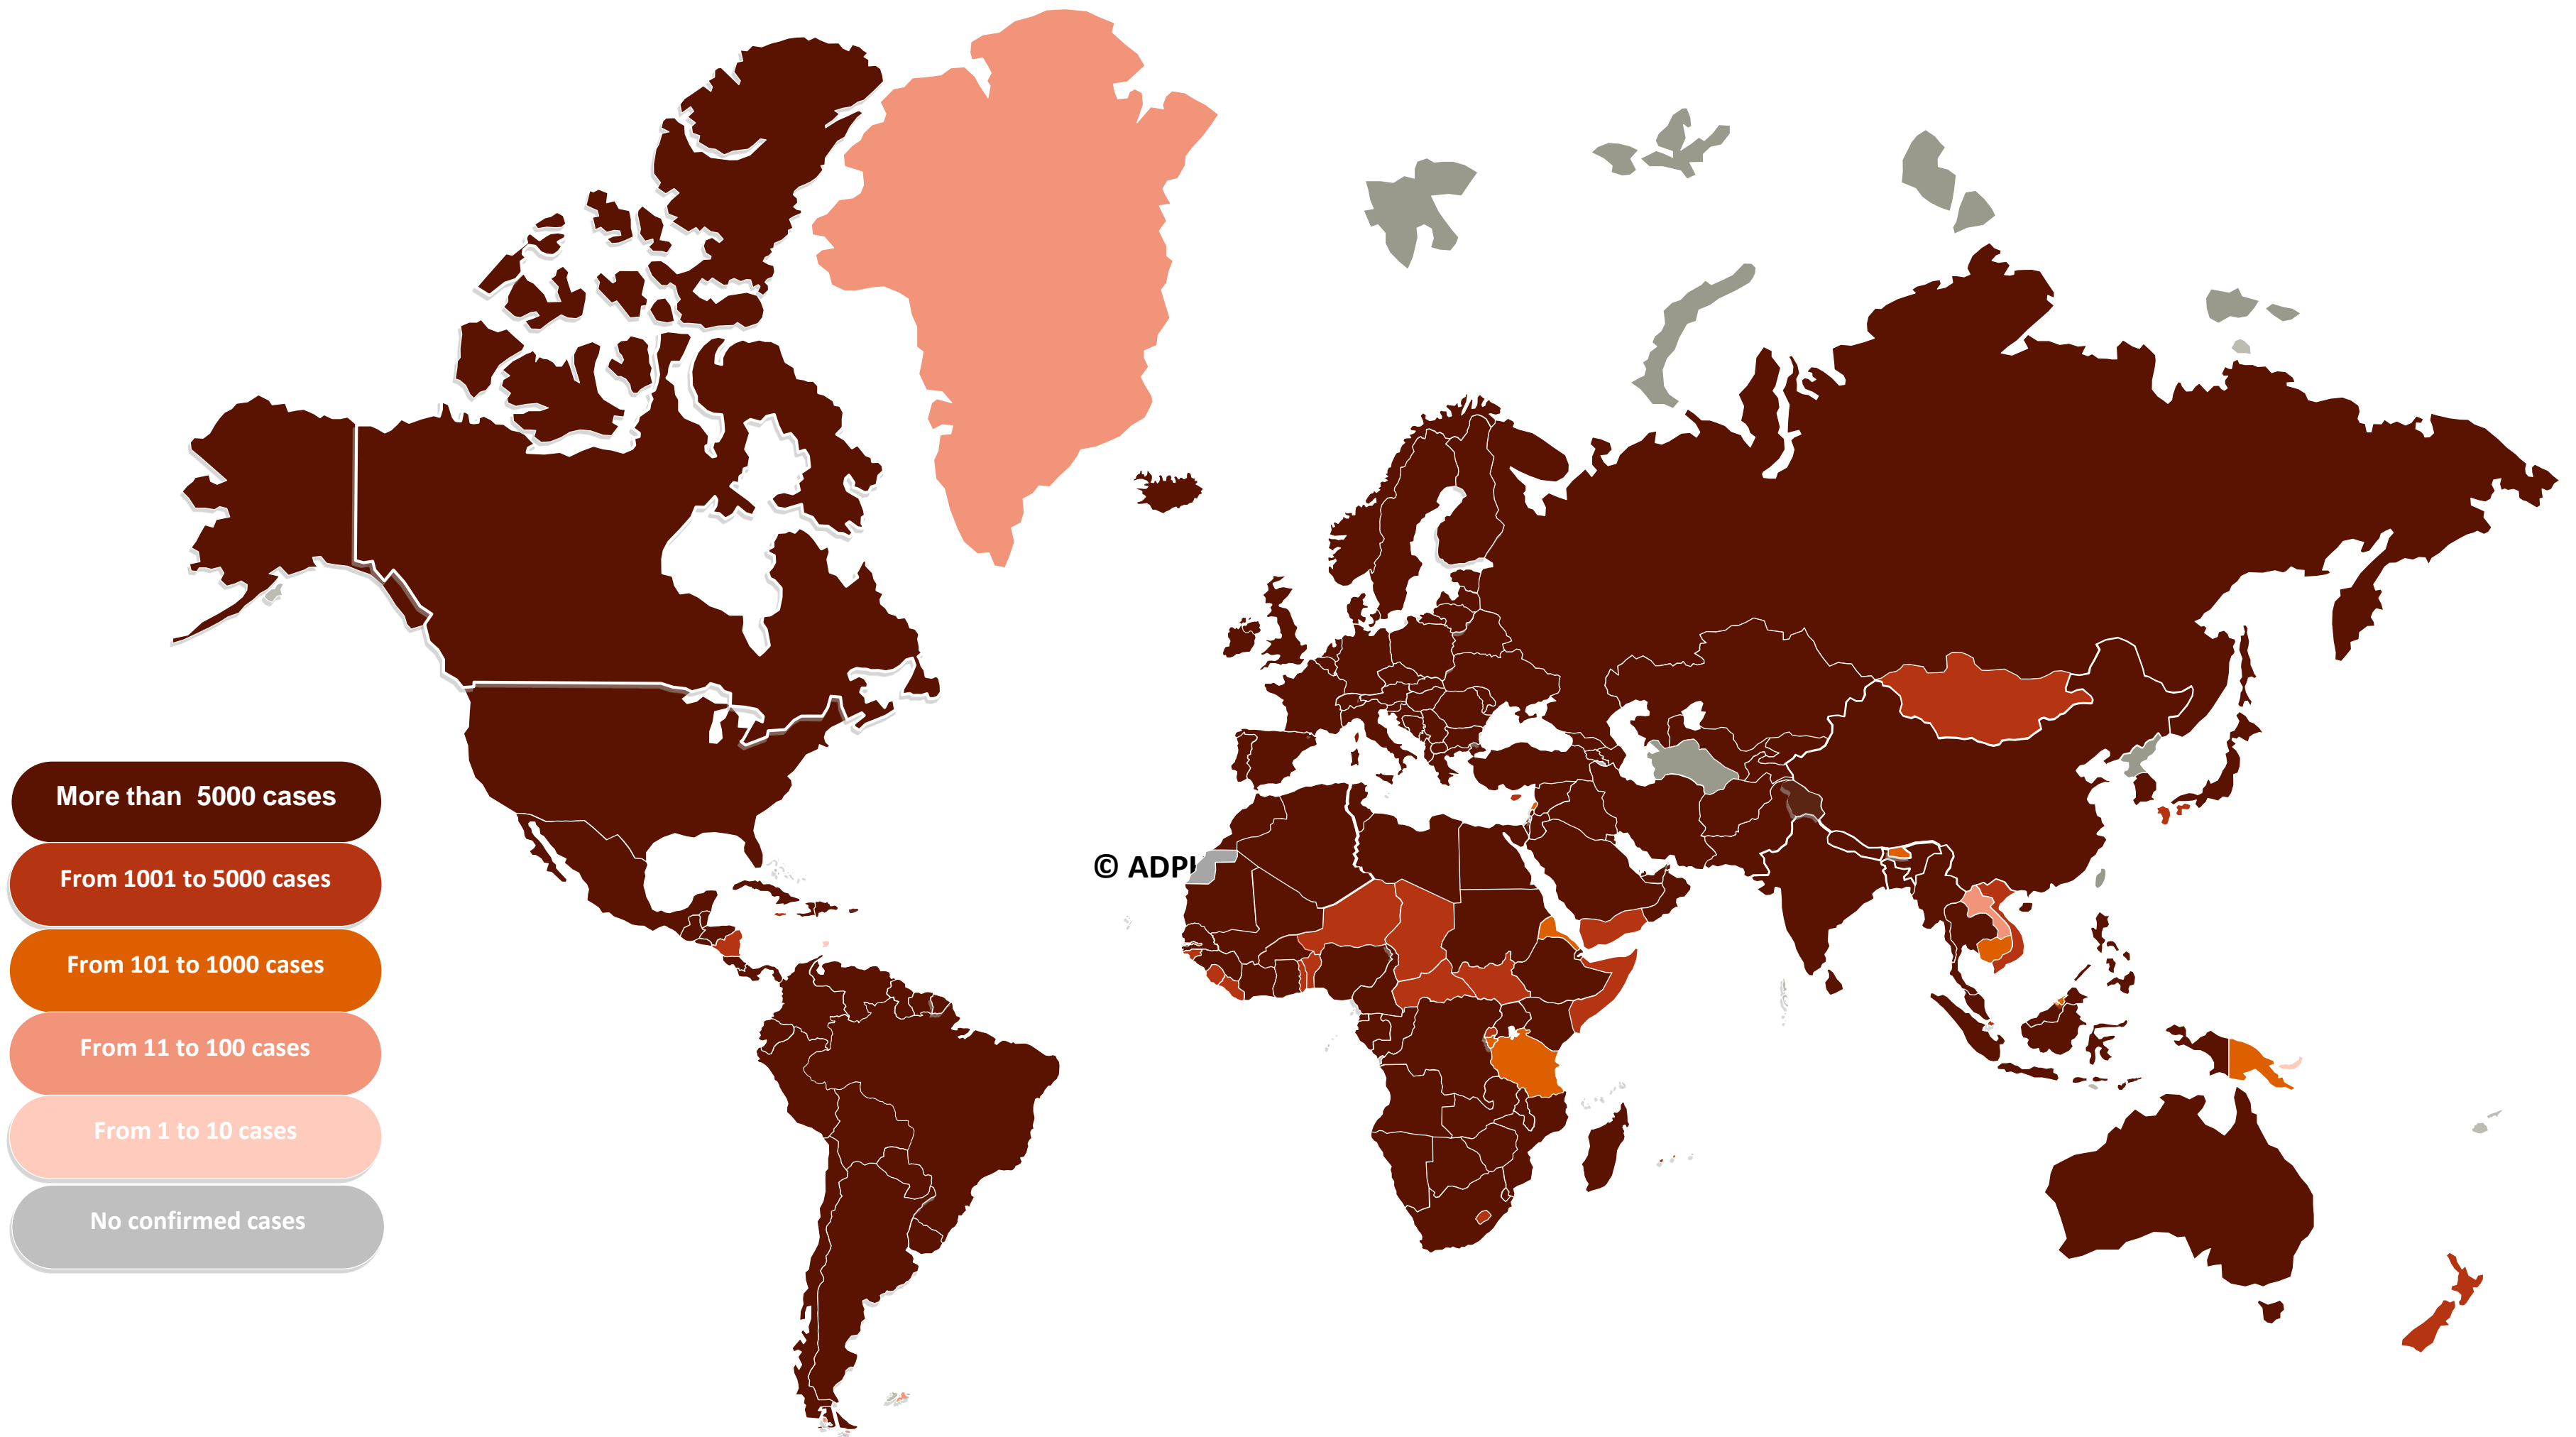 More than 5000 cases
From 1001 to 5000 cases
© ADPH
From 101 to 1000 cases
From 11 to 100 cases
From 1 to 10 cases
No confirmed cases